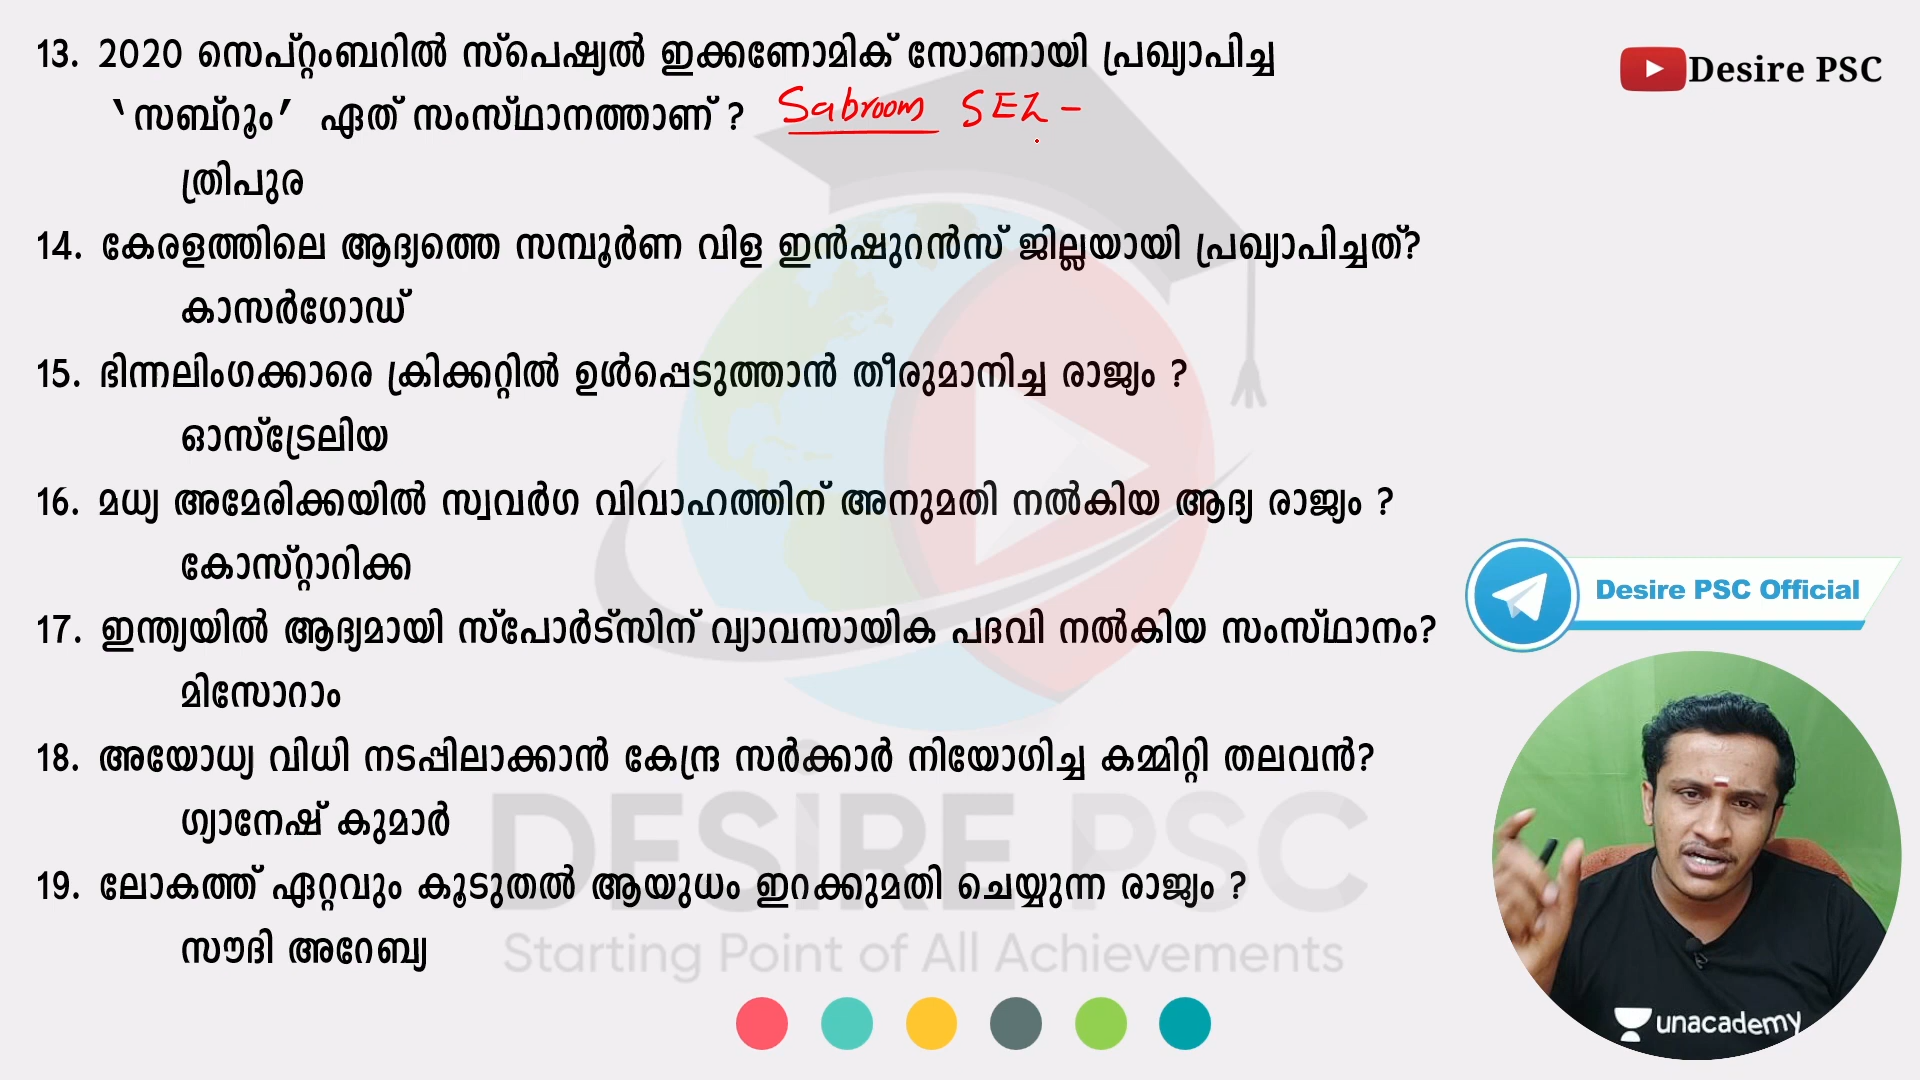 13. 2020 സെപ്റ്റംബറിൽ സ്പെഷ്യൽ ഇക്കണോമിക് സോണായി പ്രഖ്യാപിച്ച
‘സബ്റൂം’ ഏത് സംസ്ഥാനത്താണ് ? Sabroom SEZ -
ത്രിപുര
14. കേരളത്തിലെ ആദ്യത്തെ സമ്പൂർണ വിള ഇൻഷുറൻസ് ജില്ലയായി പ്രഖ്യാപിച്ചത്?
കാസർഗോഡ്
15. ഭിന്നലിംഗക്കാരെ ക്രിക്കറ്റിൽ ഉൾപ്പെടുത്താൻ തീരുമാനിച്ച രാജ്യം ?
ഓസ്ട്രേലിയ
16. മധ്യ അമേരിക്കയിൽ സ്വവർഗ വിവാഹത്തിന് അനുമതി നൽകിയ ആദ്യ രാജ്യം ?
കോസ്റ്റാറിക്ക
17. ഇന്ത്യയിൽ ആദ്യമായി സ്പോർട്സിന് വ്യാവസായിക പദവി നൽകിയ സംസ്ഥാനം?
മിസോറാം
18. അയോധ്യ വിധി നടപ്പിലാക്കാൻ കേന്ദ്ര സർക്കാർ നിയോഗിച്ച കമ്മിറ്റി തലവൻ?
ഗ്യാനേഷ് കുമാർ
19. ലോകത്ത് ഏറ്റവും കൂടുതൽ ആയുധം ഇറക്കുമതി ചെയ്യുന്ന രാജ്യം ?
സൗദി അറേബ്യ
DESIRE PSC
Starting Point of All Achievements
Desire PSC
Desire PSC Official
unacademy